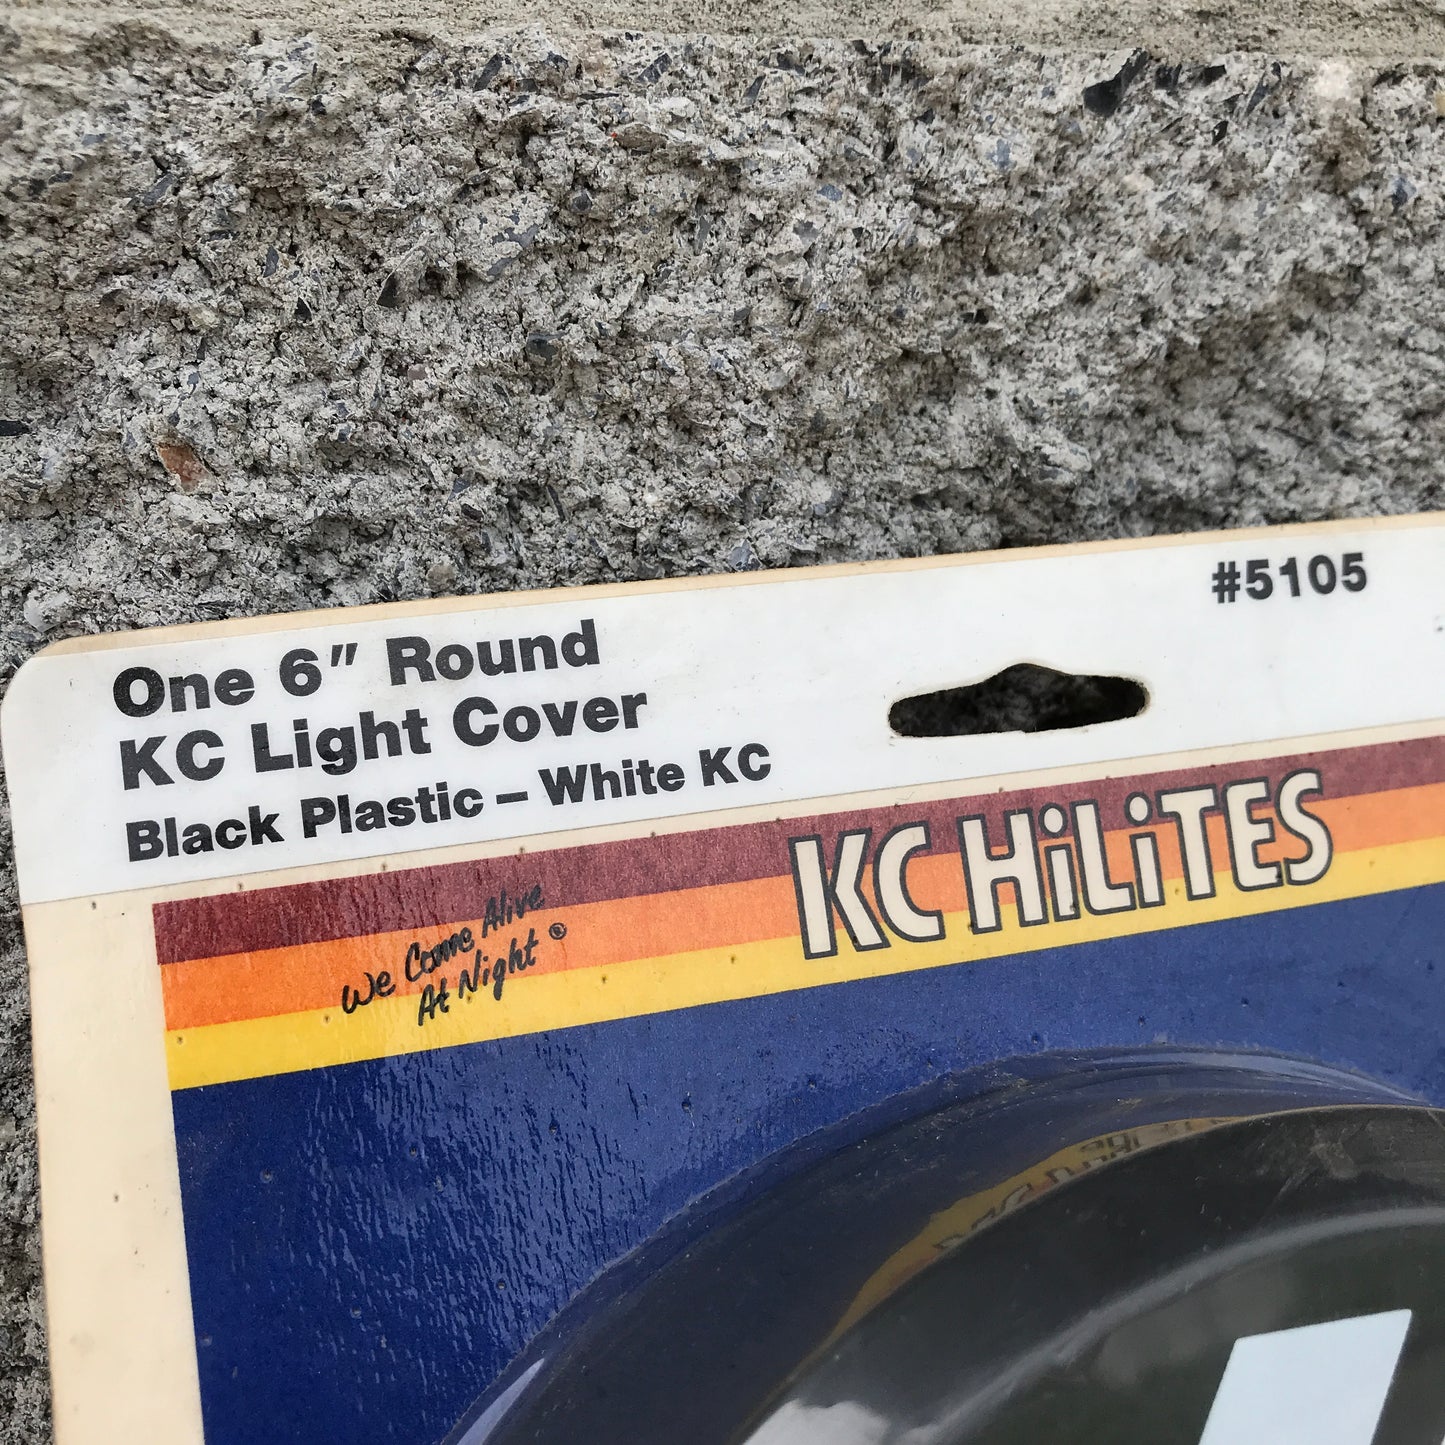 One 6" Round
KC Light Cover
Black Plastic – White KC
#5105
KC HiLiTES
We Come Alive
At Night ®